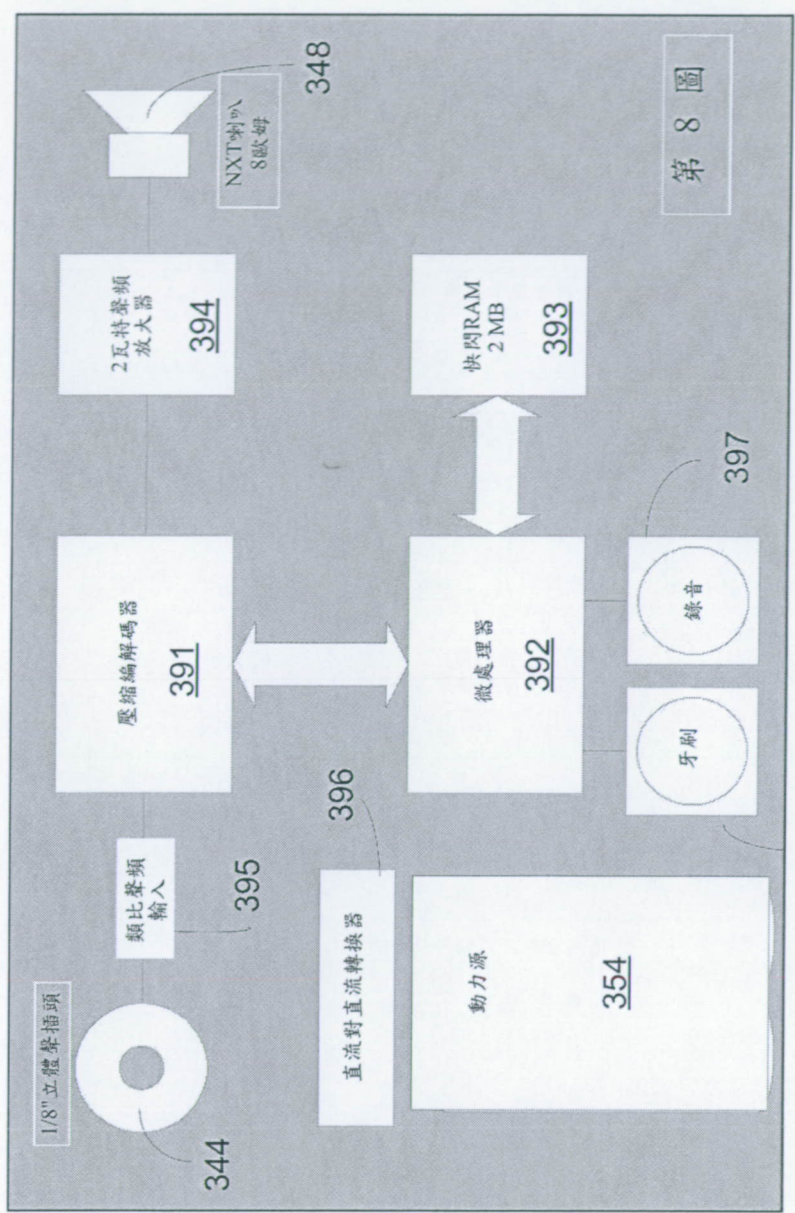 1/8"立體聲插頭
344
類比聲頻
輸入
395
壓縮編解碼器
391
2瓦特聲頻
放大器
394
348
NXT喇叭
8歐姆
直流對直流轉換器
396
動力源
354
微處理器
392
快閃RAM
2 MB
393
牙刷
錄音
397
第 8 圖